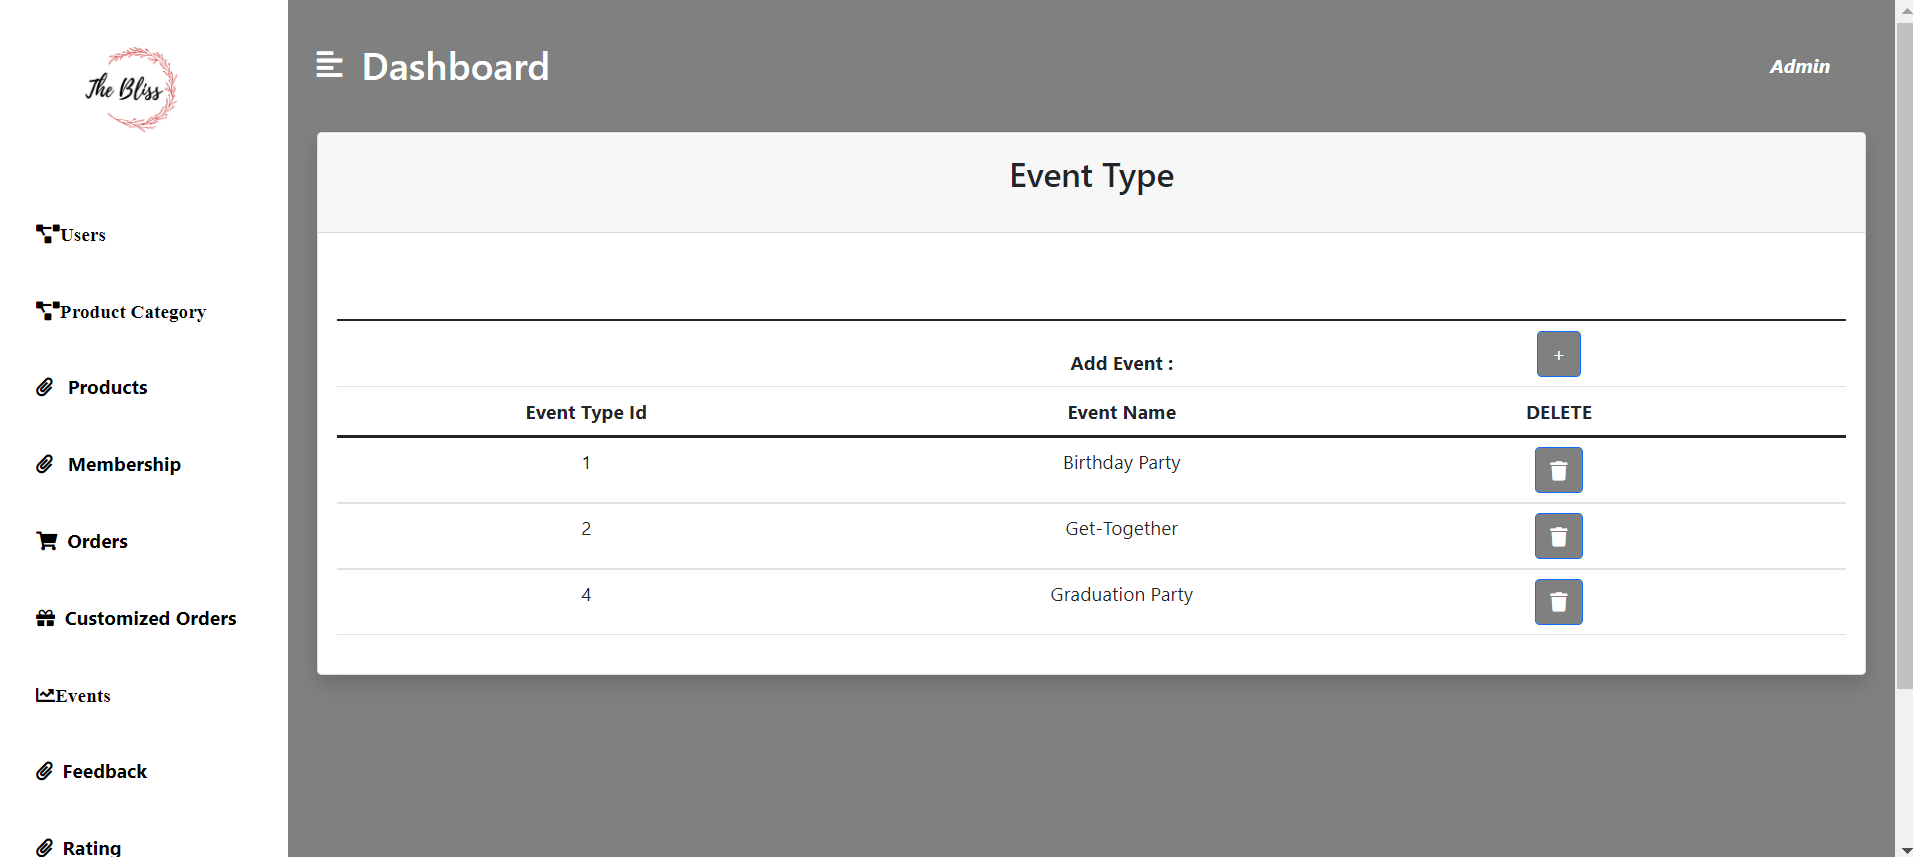 The Bliss
Dashboard
Admin
Users
Product Category
Products
Membership
Orders
Customized Orders
Events
Feedback
Rating
Event Type
Add Event : +
Event Type Id Event Name DELETE
1 Birthday Party
2 Get-Together
4 Graduation Party